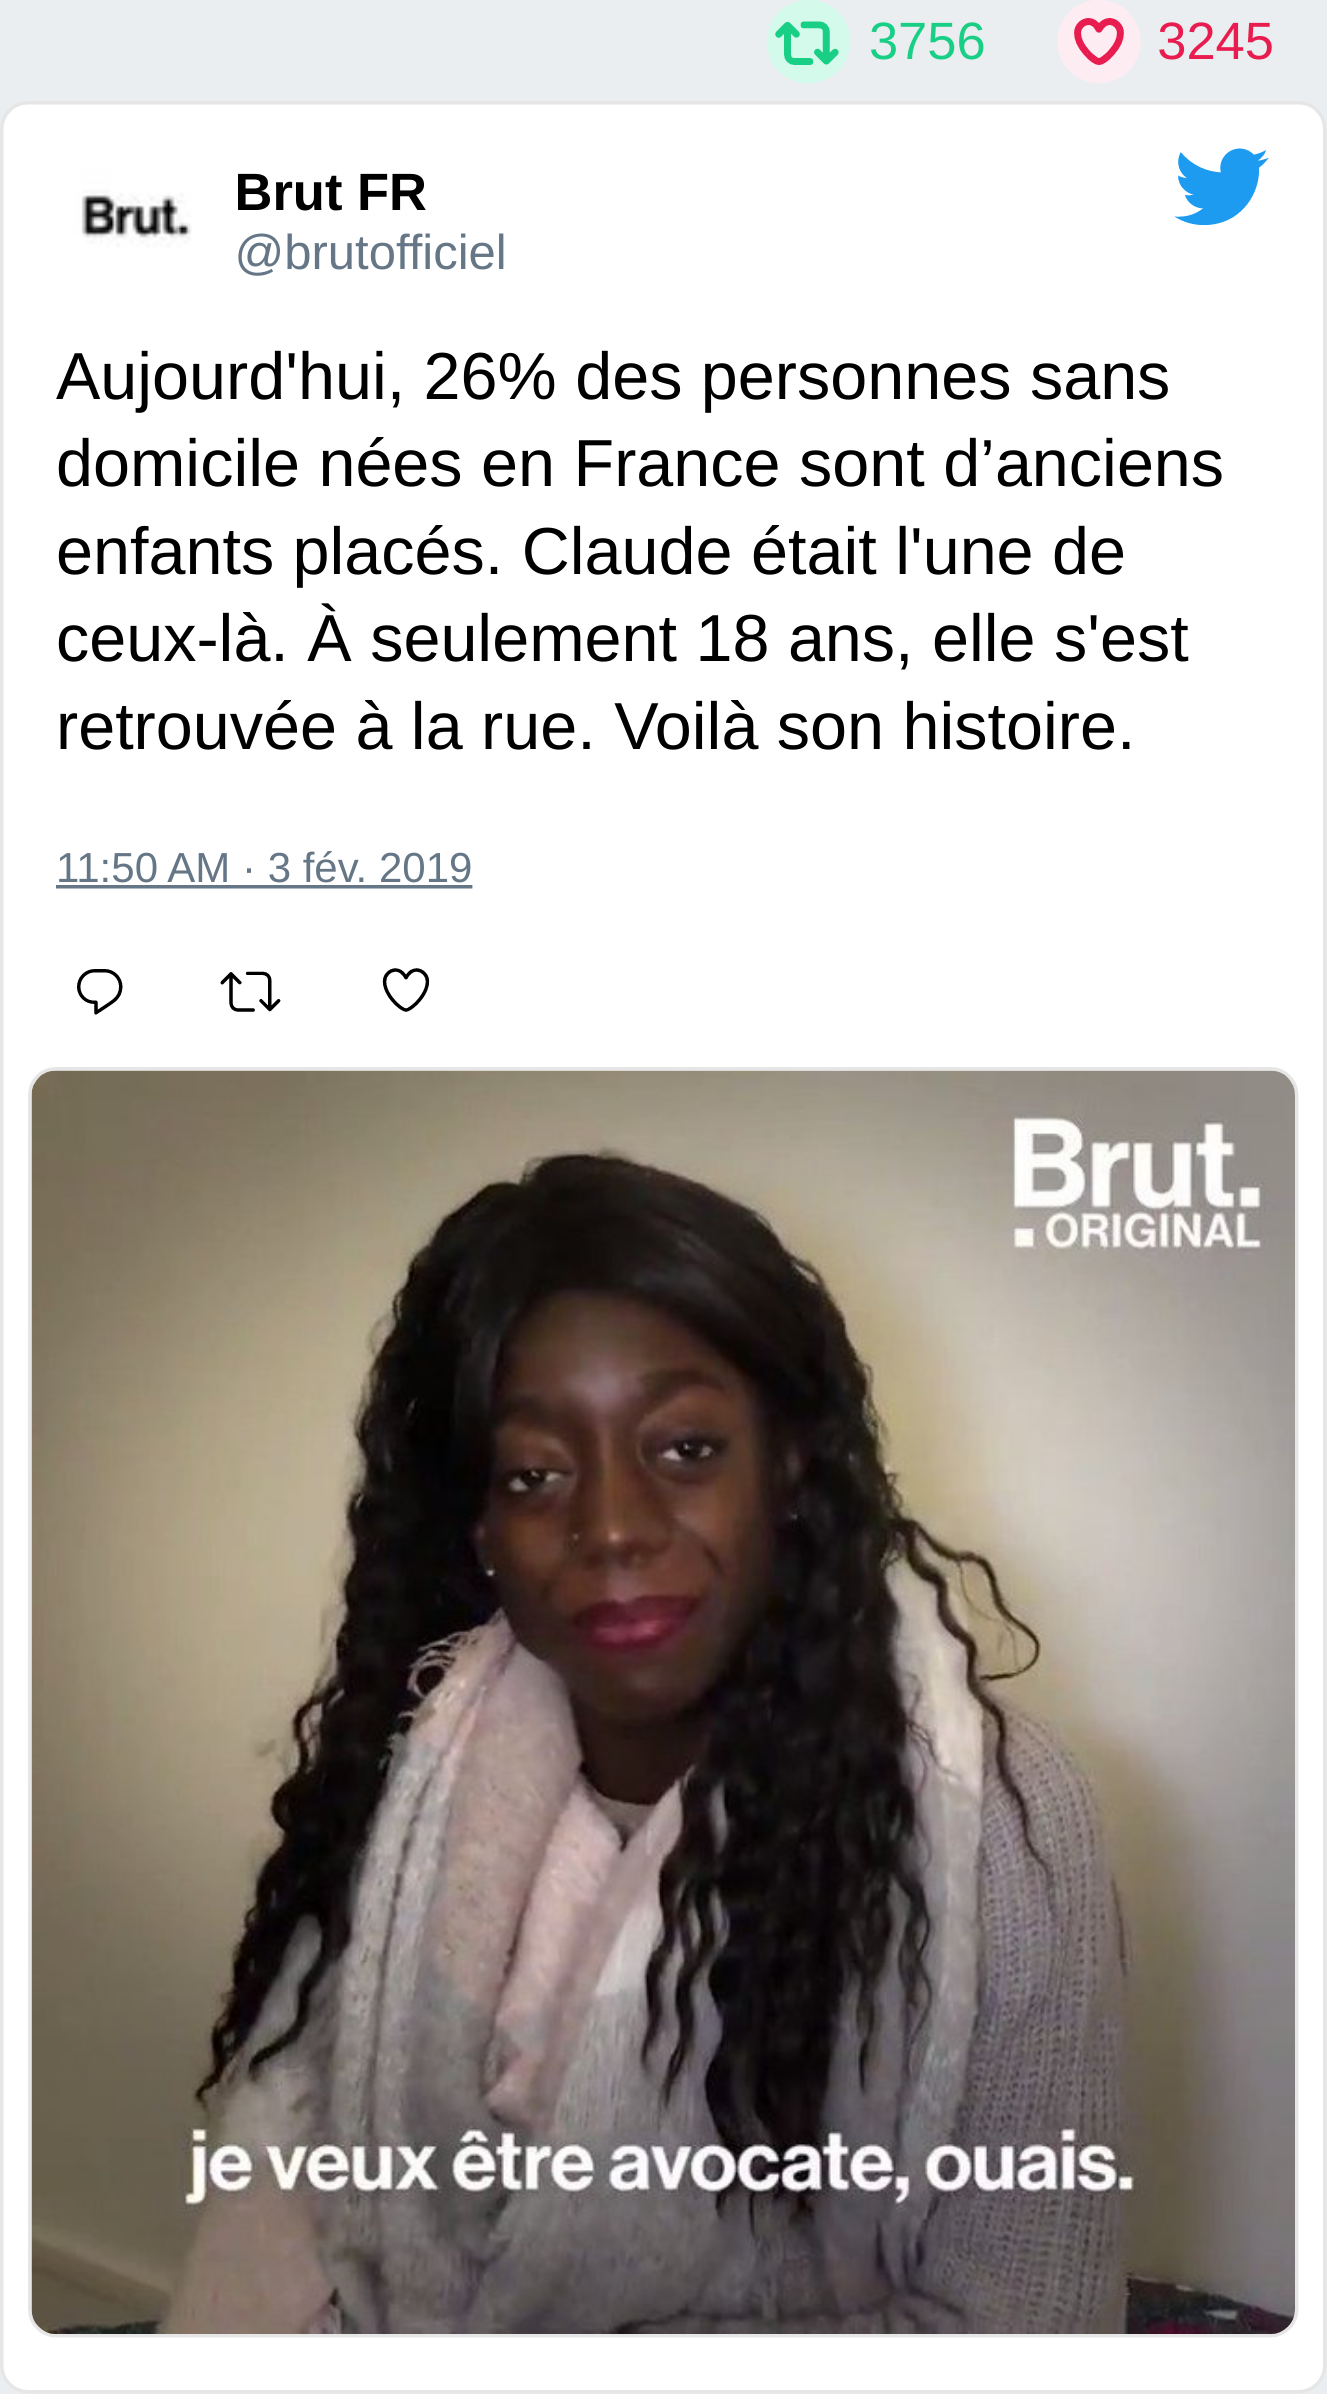 3756 3245
Brut.
Brut FR
@brutofficiel
Aujourd'hui, 26% des personnes sans
domicile nées en France sont d’anciens
enfants placés. Claude était l'une de
ceux-là. À seulement 18 ans, elle s'est
retrouvée à la rue. Voilà son histoire.
11:50 AM · 3 fév. 2019
Brut.
ORIGINAL
je veux être avocate, ouais.